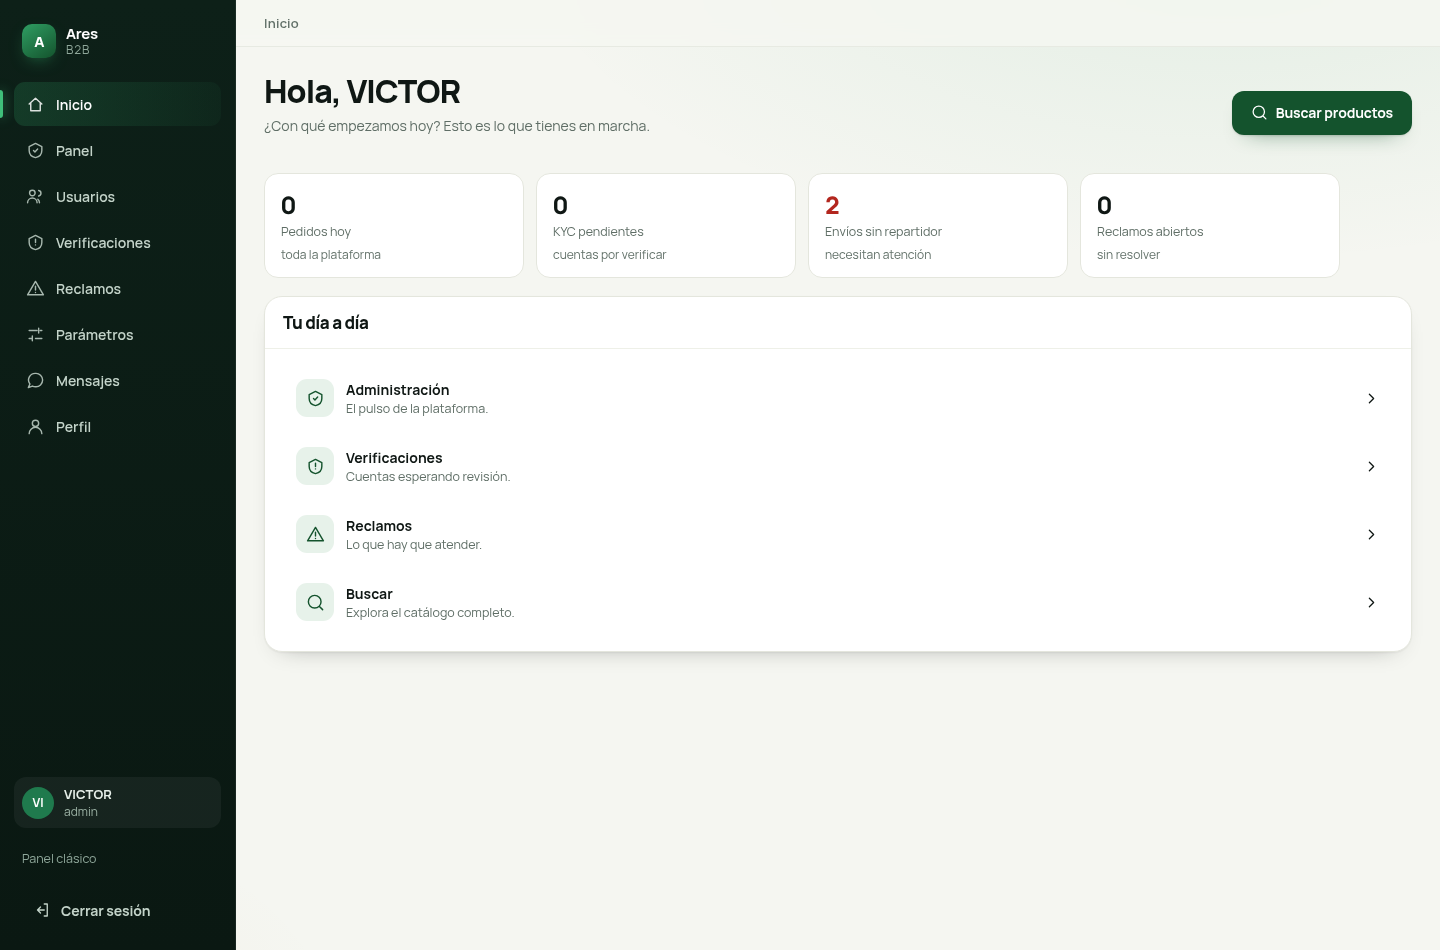 A
Ares
B2B
Inicio
Panel
Usuarios
Verificaciones
Reclamos
Parámetros
Mensajes
Perfil
VI
VICTOR
admin
Panel clásico
Cerrar sesión
Inicio
Hola, VICTOR
¿Con qué empezamos hoy? Esto es lo que tienes en marcha.
Buscar productos
0
Pedidos hoy
toda la plataforma
0
KYC pendientes
cuentas por verificar
2
Envíos sin repartidor
necesitan atención
0
Reclamos abiertos
sin resolver
Tu día a día
Administración
El pulso de la plataforma.
Verificaciones
Cuentas esperando revisión.
Reclamos
Lo que hay que atender.
Buscar
Explora el catálogo completo.